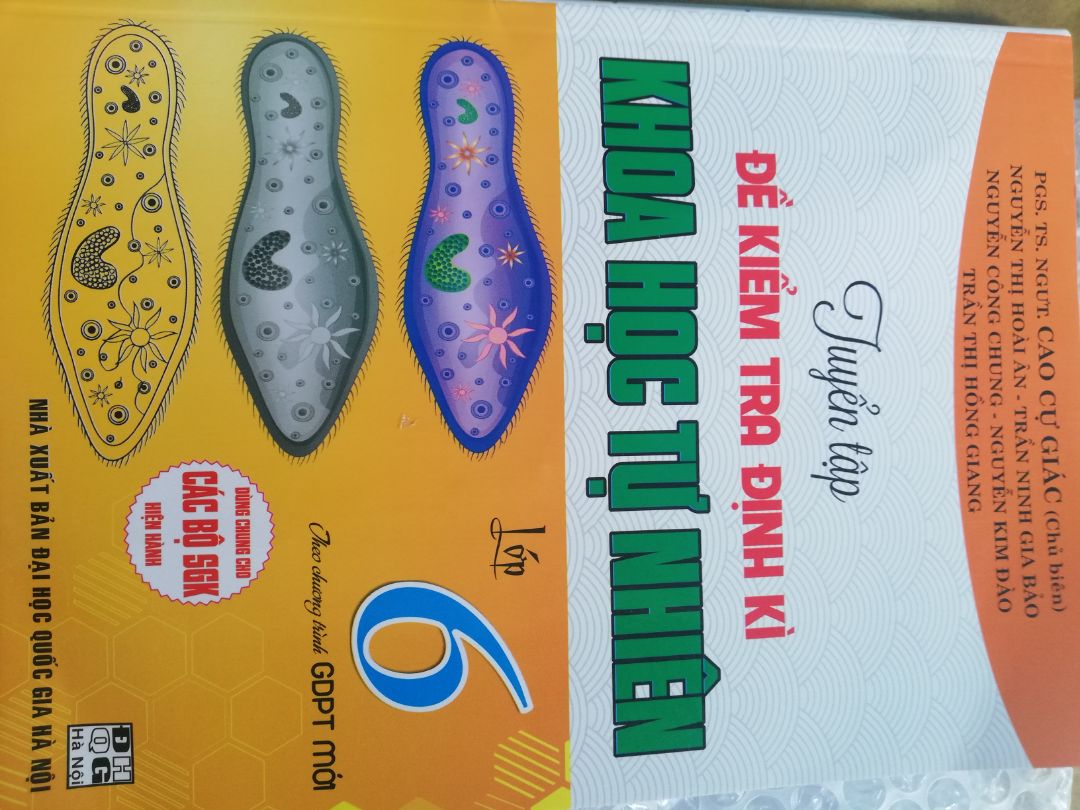 PGS. TS. NGƯT. CAO CỰ GIÁC (Chủ biên)
NGUYỄN THỊ HOÀI ÂN - TRẦN NINH GIA BẢO
NGUYỄN CÔNG CHUNG - NGUYỄN KIM ĐÀO
TRẦN THỊ HỒNG GIANG
Tuyển tập
ĐỀ KIỂM TRA ĐỊNH KÌ
KHOA HỌC TỰ NHIÊN
Lớp 6
Theo chương trình GDPT mới
DÙNG CHUNG CHO
CÁC BỘ SGK
HIỆN HÀNH
ĐH
QG
Hà Nội
NHÀ XUẤT BẢN ĐẠI HỌC QUỐC GIA HÀ NỘI